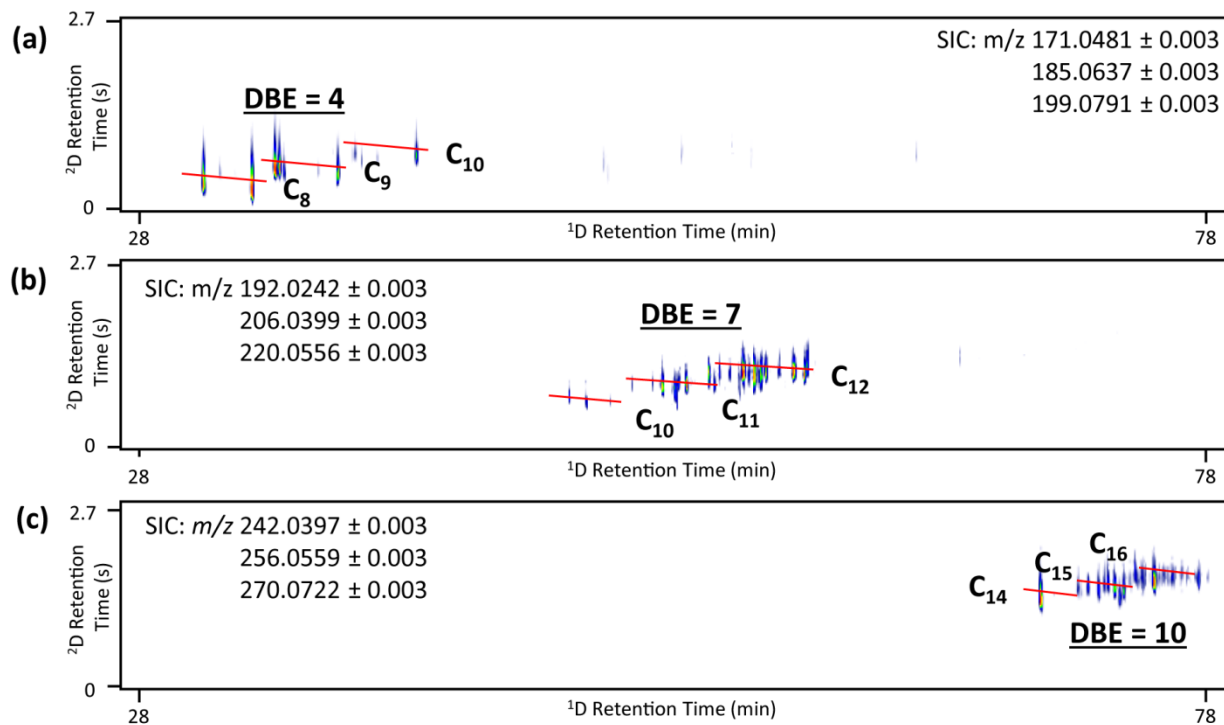 (a)
2.7
²D Retention
Time (s)
0
SIC: m/z 171.0481 ± 0.003
185.0637 ± 0.003
199.0791 ± 0.003
DBE = 4
C₈
C₉
C₁₀
28
¹D Retention Time (min)
78
(b)
2.7
²D Retention
Time (s)
0
SIC: m/z 192.0242 ± 0.003
206.0399 ± 0.003
220.0556 ± 0.003
DBE = 7
C₁₀
C₁₁
C₁₂
28
¹D Retention Time (min)
78
(c)
2.7
²D Retention
Time (s)
0
SIC: m/z 242.0397 ± 0.003
256.0559 ± 0.003
270.0722 ± 0.003
C₁₄
C₁₅
C₁₆
DBE = 10
28
¹D Retention Time (min)
78